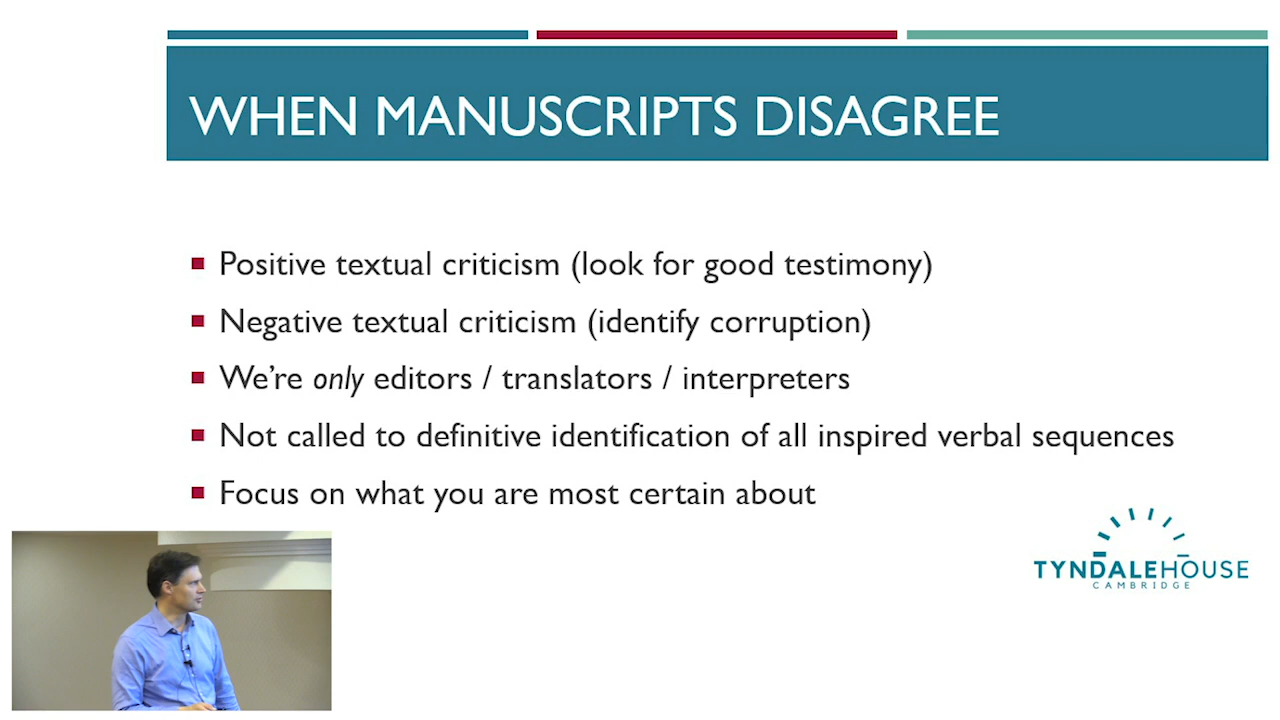 WHEN MANUSCRIPTS DISAGREE
Positive textual criticism (look for good testimony)
Negative textual criticism (identify corruption)
We're only editors / translators / interpreters
Not called to definitive identification of all inspired verbal sequences
Focus on what you are most certain about
TYNDALEHOUSE
CAMBRIDGE